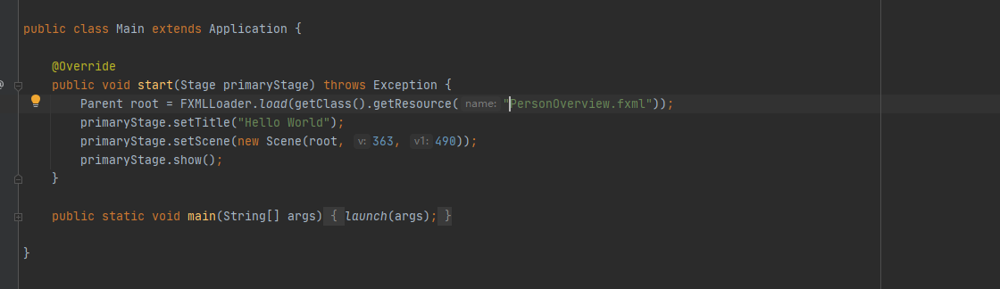 public class Main extends Application {
@Override
public void start(Stage primaryStage) throws Exception {
Parent root = FXMLLoader.load(getClass().getResource( name: "PersonOverview.fxml"));
primaryStage.setTitle("Hello World");
primaryStage.setScene(new Scene(root, v: 363, v1: 490));
primaryStage.show();
}
public static void main(String[] args) { launch(args); }
}